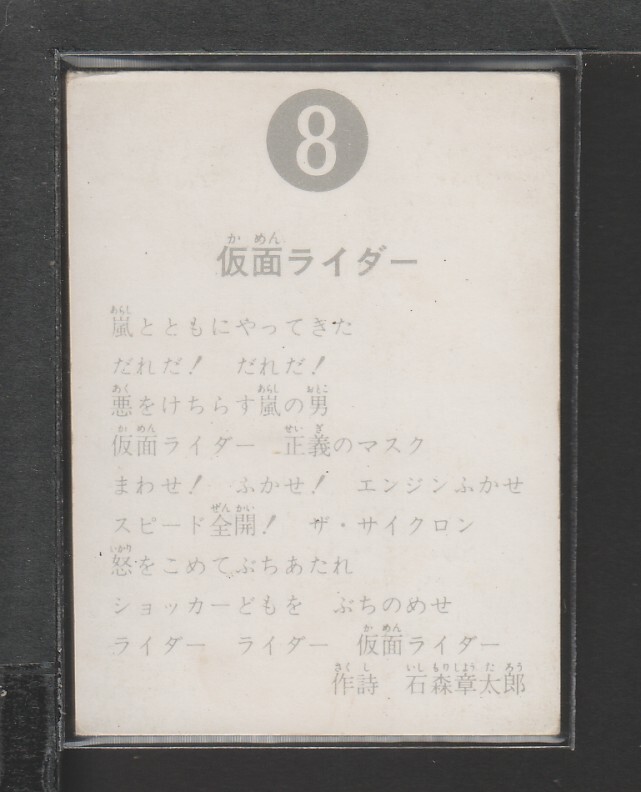 8
仮面ライダー
嵐とともにやってきた
だれだ！　だれだ！
悪をけちらす嵐の男
仮面ライダー　正義のマスク
まわせ！　ふかせ！　エンジンふかせ
スピード全開！　ザ・サイクロン
怒をこめてぶちあたれ
ショッカーどもを　ぶちのめせ
ライダー　ライダー　仮面ライダー
作詩　石森章太郎